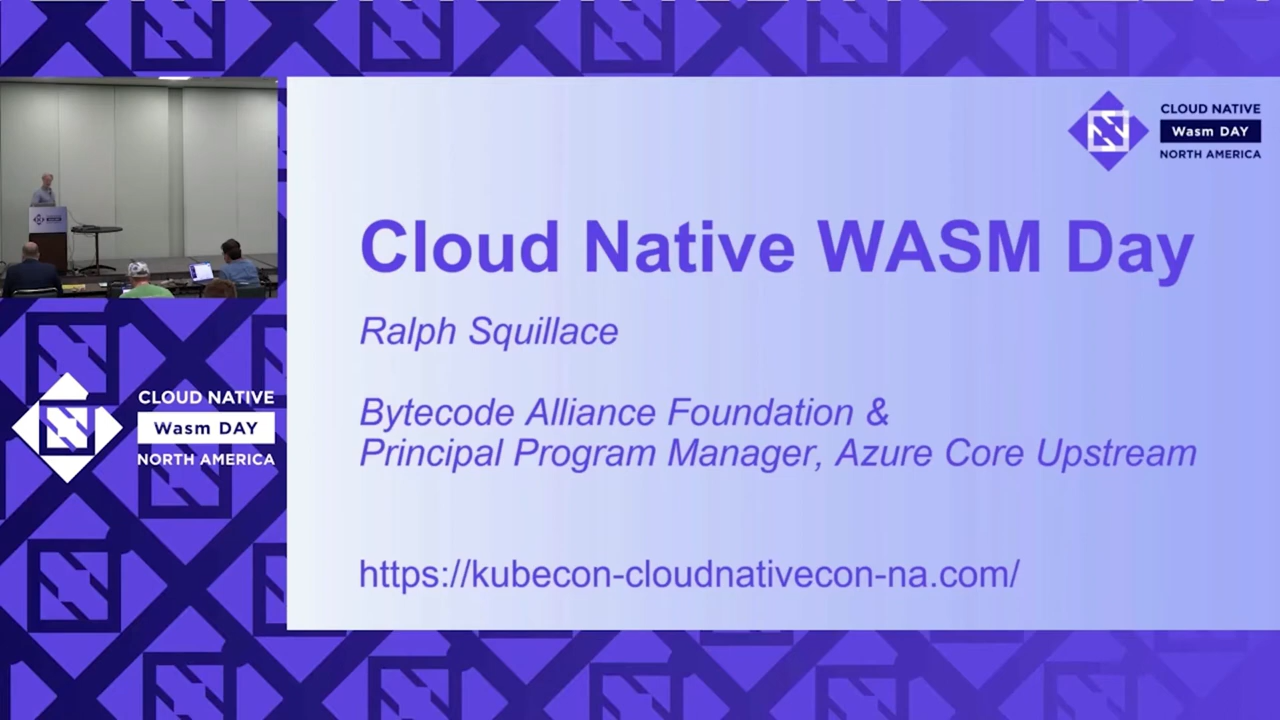 CLOUD NATIVE
Wasm DAY
NORTH AMERICA
Cloud Native WASM Day
Ralph Squillace
Bytecode Alliance Foundation &
Principal Program Manager, Azure Core Upstream
https://kubecon-cloudnativecon-na.com/
CLOUD NATIVE
Wasm DAY
NORTH AMERICA